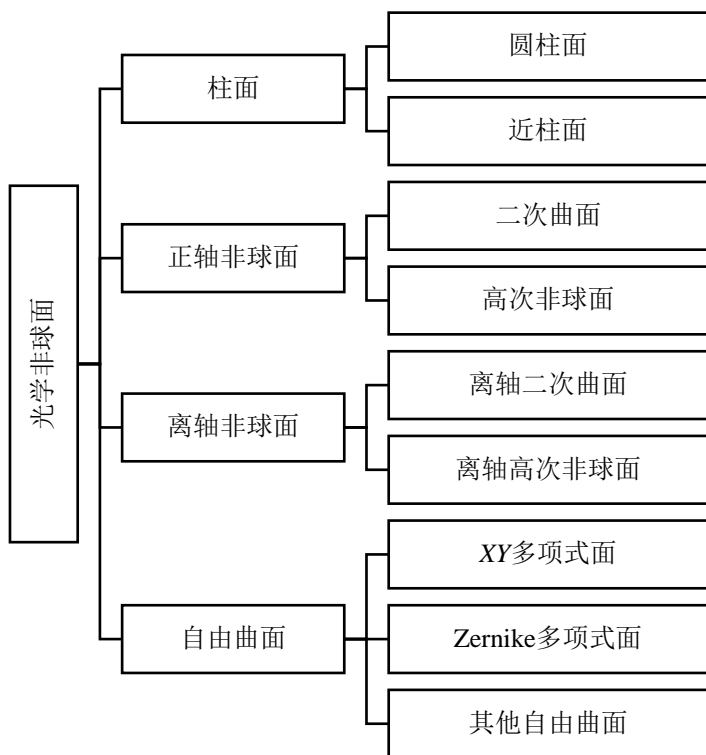 光学非球面
柱面
圆柱面
近柱面
正轴非球面
二次曲面
高次非球面
离轴非球面
离轴二次曲面
离轴高次非球面
自由曲面
XY多项式面
Zernike多项式面
其他自由曲面